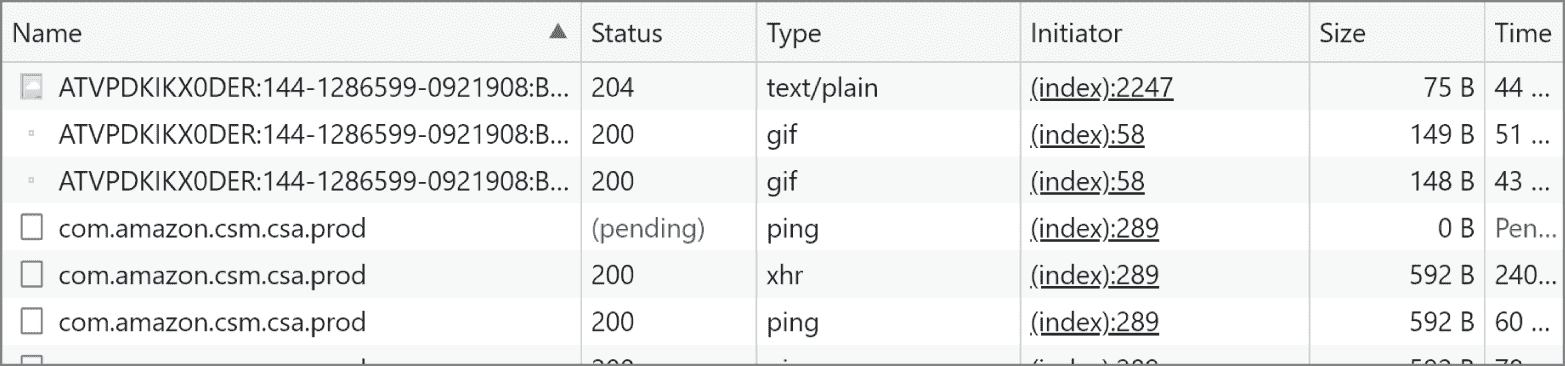 Name ▲ Status Type Initiator Size Time
ATVPDKIKX0DER:144-1286599-0921908:B... 204 text/plain (index):2247 75 B 44 ...
ATVPDKIKX0DER:144-1286599-0921908:B... 200 gif (index):58 149 B 51 ...
ATVPDKIKX0DER:144-1286599-0921908:B... 200 gif (index):58 148 B 43 ...
com.amazon.csm.csa.prod (pending) ping (index):289 0 B Pen...
com.amazon.csm.csa.prod 200 xhr (index):289 592 B 240...
com.amazon.csm.csa.prod 200 ping (index):289 592 B 60 ...